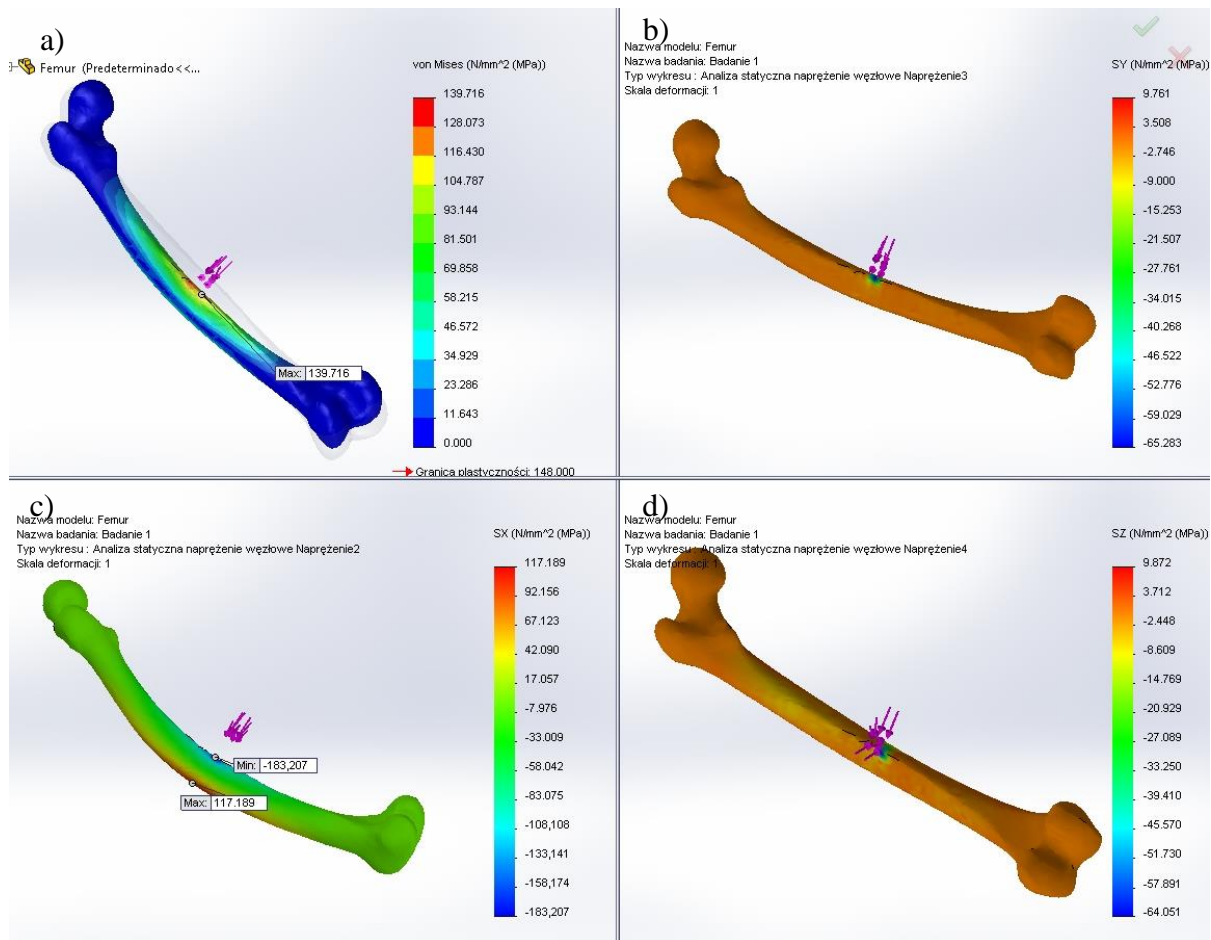 a)
Femur (Predeterminado<<...
von Mises (N/mm^2 (MPa))
139.716
128.073
116.430
104.787
93.144
81.501
69.858
58.215
46.572
34.929
23.286
11.643
0.000
Max: 139.716
Granica plastyczności: 148.000
b)
Nazwa modelu: Femur
Nazwa badania: Badanie 1
Typ wykresu : Analiza statyczna naprężenie węzłowe Naprężenie3
Skala deformacji: 1
SY (N/mm^2 (MPa))
9.761
3.508
-2.746
-9.000
-15.253
-21.507
-27.761
-34.015
-40.268
-46.522
-52.776
-59.029
-65.283
c)
Nazwa modelu: Femur
Nazwa badania: Badanie 1
Typ wykresu : Analiza statyczna naprężenie węzłowe Naprężenie2
Skala deformacji: 1
SX (N/mm^2 (MPa))
117.189
92.156
67.123
42.090
17.057
-7.976
-33.009
-58.042
-83.075
-108,108
-133,141
-158,174
-183,207
Min: -183,207
Max: 117.189
d)
Nazwa modelu: Femur
Nazwa badania: Badanie 1
Typ wykresu : Analiza statyczna naprężenie węzłowe Naprężenie4
Skala deformacji: 1
SZ (N/mm^2 (MPa))
9.872
3.712
-2.448
-8.609
-14.769
-20.929
-27.089
-33.250
-39.410
-45.570
-51.730
-57.891
-64.051